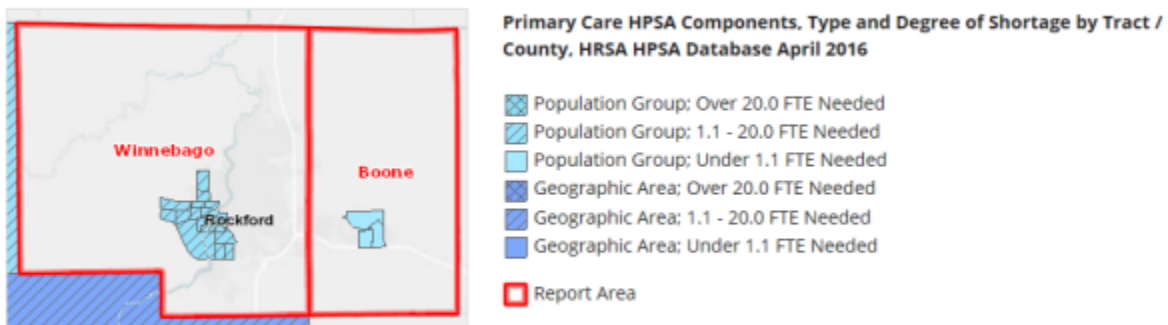 Primary Care HPSA Components, Type and Degree of Shortage by Tract /
County, HRSA HPSA Database April 2016
Population Group; Over 20.0 FTE Needed
Population Group; 1.1 - 20.0 FTE Needed
Population Group; Under 1.1 FTE Needed
Geographic Area; Over 20.0 FTE Needed
Geographic Area; 1.1 - 20.0 FTE Needed
Geographic Area; Under 1.1 FTE Needed
Report Area
Winnebago
Boone
Rockford